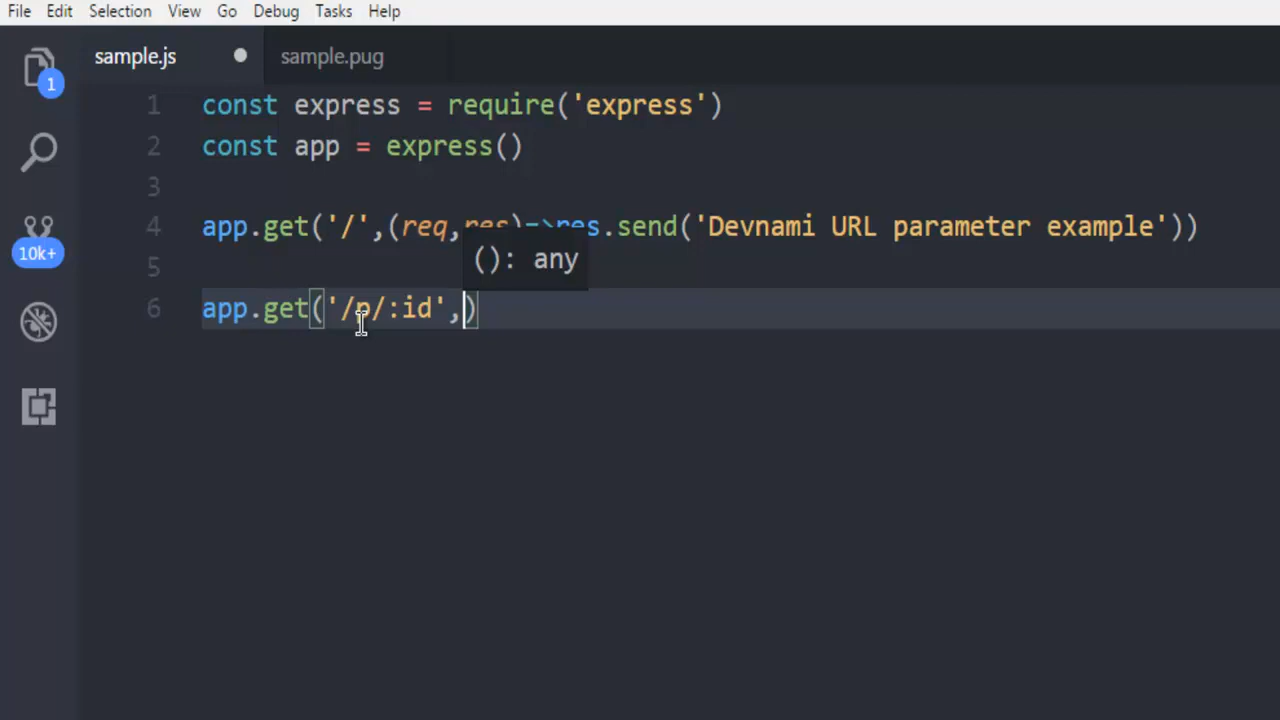 File Edit Selection View Go Debug Tasks Help
sample.js sample.pug
1
10k+
1 const express = require('express')
2 const app = express()
3
4 app.get('/',(req,res)=>res.send('Devnami URL parameter example'))
(): any
5
6 app.get('/p/:id',)